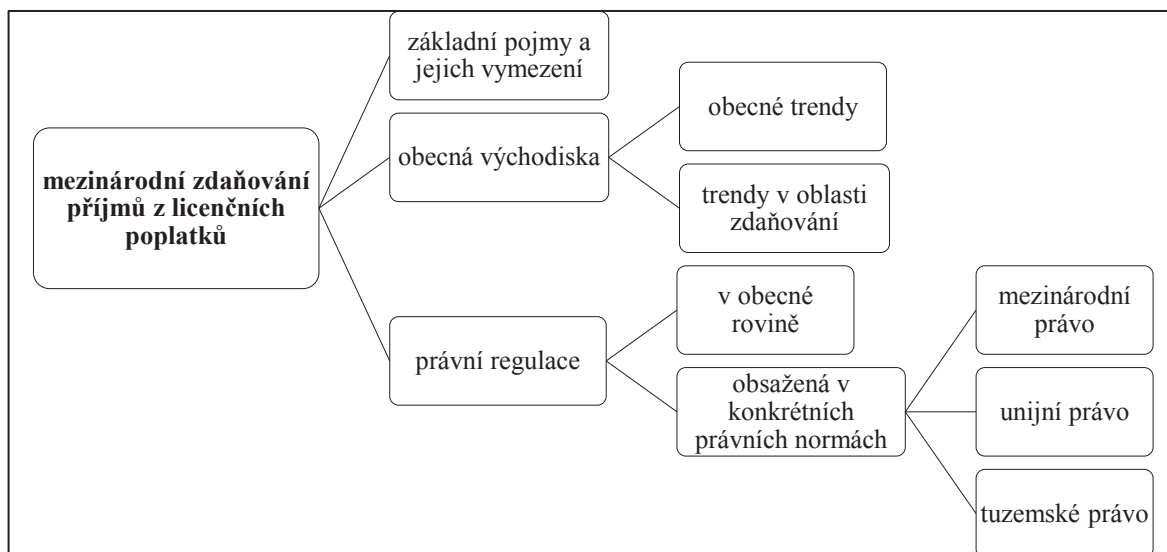 základní pojmy a
jejich vymezení
obecná východiska
obecné trendy
trendy v oblasti
zdaňování
mezinárodní zdaňování
příjmů z licenčních
poplatků
právní regulace
v obecné
rovině
obsažená v
konkrétních
právních normách
mezinárodní
právo
unijní právo
tuzemské právo